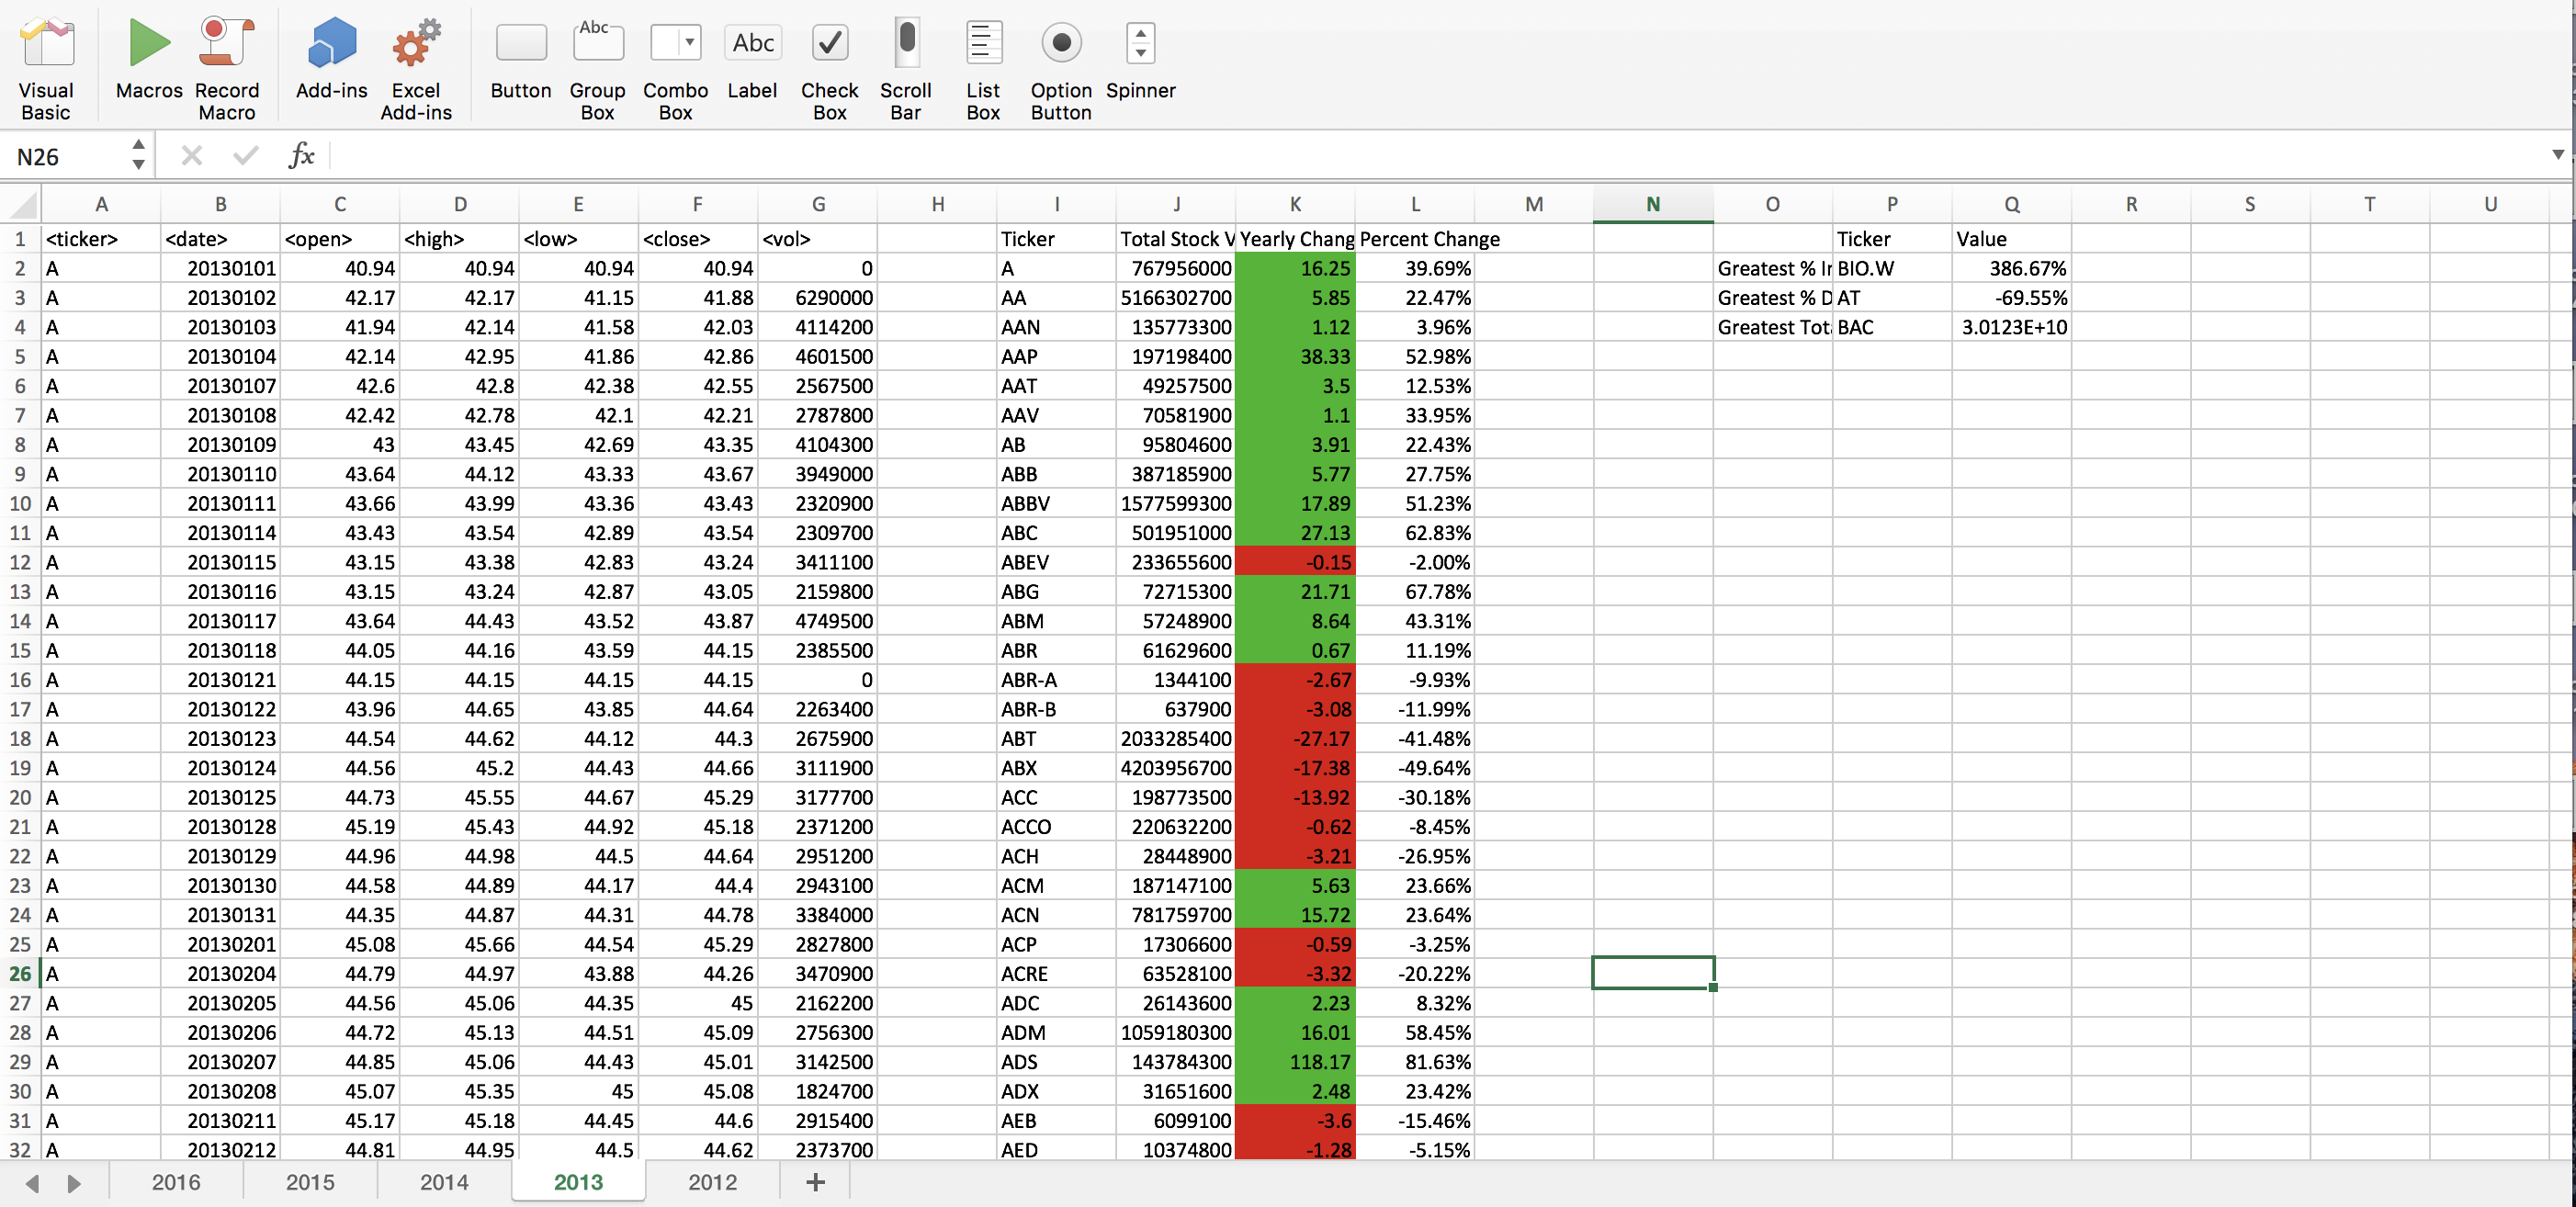 Abc
Abc
Visual Basic Macros Record Macro Add-ins Excel Add-ins Button Group Box Combo Box Label Check Box Scroll Bar List Box Option Button Spinner
N26 fx
A B C D E F G H I J K L M N O P Q R S T U
1 <ticker> <date> <open> <high> <low> <close> <vol> Ticker Total Stock V Yearly Chang Percent Change Ticker Value
2 A 20130101 40.94 40.94 40.94 40.94 0 A 767956000 16.25 39.69% Greatest % Ir BIO.W 386.67%
3 A 20130102 42.17 42.17 41.15 41.88 6290000 AA 5166302700 5.85 22.47% Greatest % D AT -69.55%
4 A 20130103 41.94 42.14 41.58 42.03 4114200 AAN 135773300 1.12 3.96% Greatest Tota BAC 3.0123E+10
5 A 20130104 42.14 42.95 41.86 42.86 4601500 AAP 197198400 38.33 52.98%
6 A 20130107 42.6 42.8 42.38 42.55 2567500 AAT 49257500 3.5 12.53%
7 A 20130108 42.42 42.78 42.1 42.21 2787800 AAV 70581900 1.1 33.95%
8 A 20130109 43 43.45 42.69 43.35 4104300 AB 95804600 3.91 22.43%
9 A 20130110 43.64 44.12 43.33 43.67 3949000 ABB 387185900 5.77 27.75%
10 A 20130111 43.66 43.99 43.36 43.43 2320900 ABBV 1577599300 17.89 51.23%
11 A 20130114 43.43 43.54 42.89 43.54 2309700 ABC 501951000 27.13 62.83%
12 A 20130115 43.15 43.38 42.83 43.24 3411100 ABEV 233655600 -0.15 -2.00%
13 A 20130116 43.15 43.24 42.87 43.05 2159800 ABG 72715300 21.71 67.78%
14 A 20130117 43.64 44.43 43.52 43.87 4749500 ABM 57248900 8.64 43.31%
15 A 20130118 44.05 44.16 43.59 44.15 2385500 ABR 61629600 0.67 11.19%
16 A 20130121 44.15 44.15 44.15 44.15 0 ABR-A 1344100 -2.67 -9.93%
17 A 20130122 43.96 44.65 43.85 44.64 2263400 ABR-B 637900 -3.08 -11.99%
18 A 20130123 44.54 44.62 44.12 44.3 2675900 ABT 2033285400 -27.17 -41.48%
19 A 20130124 44.56 45.2 44.43 44.66 3111900 ABX 4203956700 -17.38 -49.64%
20 A 20130125 44.73 45.55 44.67 45.29 3177700 ACC 198773500 -13.92 -30.18%
21 A 20130128 45.19 45.43 44.92 45.18 2371200 ACCO 220632200 -0.62 -8.45%
22 A 20130129 44.96 44.98 44.5 44.64 2951200 ACH 28448900 -3.21 -26.95%
23 A 20130130 44.58 44.89 44.17 44.4 2943100 ACM 187147100 5.63 23.66%
24 A 20130131 44.35 44.87 44.31 44.78 3384000 ACN 781759700 15.72 23.64%
25 A 20130201 45.08 45.66 44.54 45.29 2827800 ACP 17306600 -0.59 -3.25%
26 A 20130204 44.79 44.97 43.88 44.26 3470900 ACRE 63528100 -3.32 -20.22%
27 A 20130205 44.56 45.06 44.35 45 2162200 ADC 26143600 2.23 8.32%
28 A 20130206 44.72 45.13 44.51 45.09 2756300 ADM 1059180300 16.01 58.45%
29 A 20130207 44.85 45.06 44.43 45.01 3142500 ADS 143784300 118.17 81.63%
30 A 20130208 45.07 45.35 45 45.08 1824700 ADX 31651600 2.48 23.42%
31 A 20130211 45.17 45.18 44.45 44.6 2915400 AEB 6099100 -3.6 -15.46%
32 A 20130212 44.81 44.95 44.5 44.62 2373700 AED 10374800 -1.28 -5.15%
2016 2015 2014 2013 2012 +